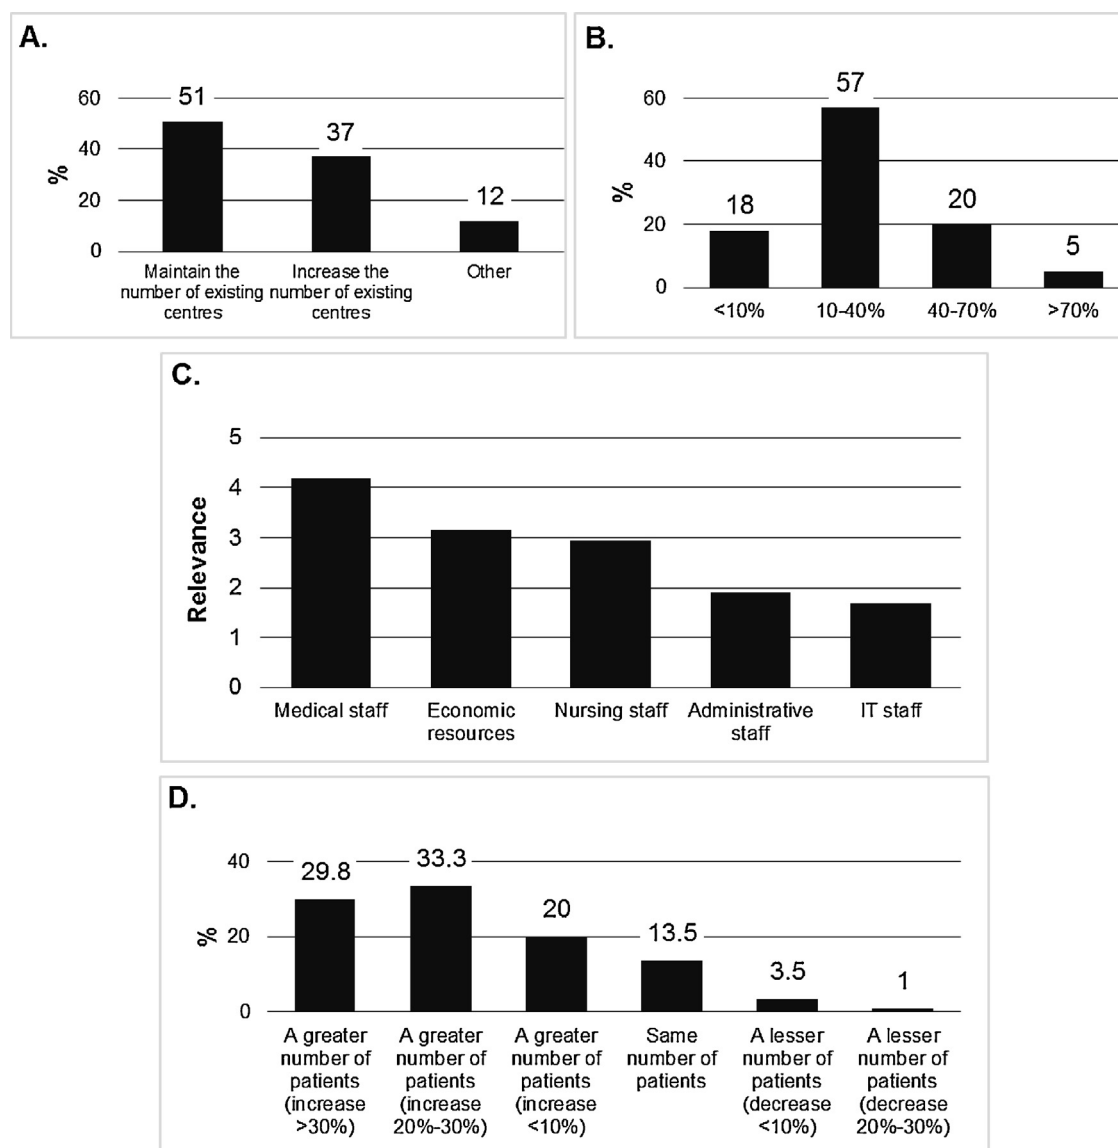 A.
%
60
40
20
0
51
37
12
Maintain the
number of existing
centres
Increase the
number of existing
centres
Other
B.
%
60
40
20
0
18
57
20
5
<10%
10-40%
40-70%
>70%
C.
Relevance
5
4
3
2
1
0
Medical staff
Economic
resources
Nursing staff
Administrative
staff
IT staff
D.
%
40
20
0
29.8
33.3
20
13.5
3.5
1
A greater
number of
patients
(increase
>30%)
A greater
number of
patients
(increase
20%-30%)
A greater
number of
patients
(increase
<10%)
Same
number of
patients
A lesser
number of
patients
(decrease
<10%)
A lesser
number of
patients
(decrease
20%-30%)